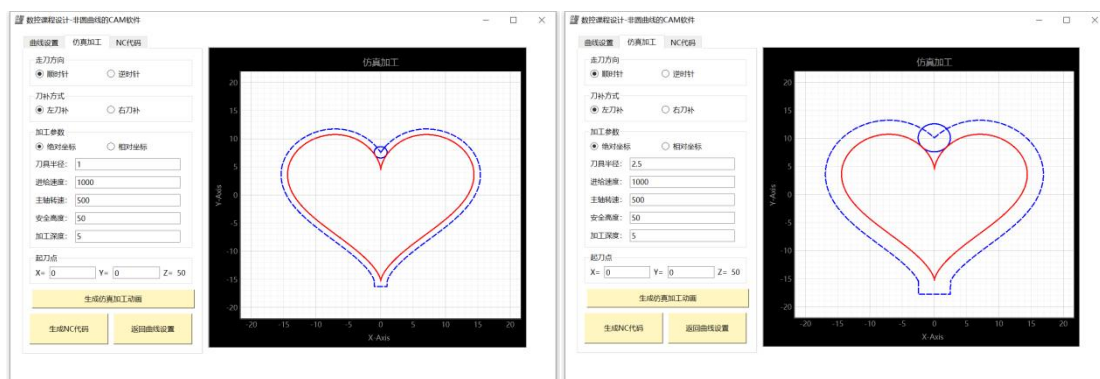 数控课程设计-非圆曲线的CAM软件
曲线设置 仿真加工 NC代码
走刀方向
顺时针 逆时针
刀补方式
左刀补 右刀补
加工参数
绝对坐标 相对坐标
刀具半径: 1
进给速度: 1000
主轴转速: 500
安全高度: 50
加工深度: 5
起刀点
X= 0 Y= 0 Z= 50
生成仿真加工动画
生成NC代码 返回曲线设置
仿真加工
20
15
10
5
0
-5
-10
-15
-20
Y-Axis
-20 -15 -10 -5 0 5 10 15 20
X-Axis
数控课程设计-非圆曲线的CAM软件
曲线设置 仿真加工 NC代码
走刀方向
顺时针 逆时针
刀补方式
左刀补 右刀补
加工参数
绝对坐标 相对坐标
刀具半径: 2.5
进给速度: 1000
主轴转速: 500
安全高度: 50
加工深度: 5
起刀点
X= 0 Y= 0 Z= 50
生成仿真加工动画
生成NC代码 返回曲线设置
仿真加工
20
15
10
5
0
-5
-10
-15
-20
Y-Axis
-20 -15 -10 -5 0 5 10 15 20
X-Axis